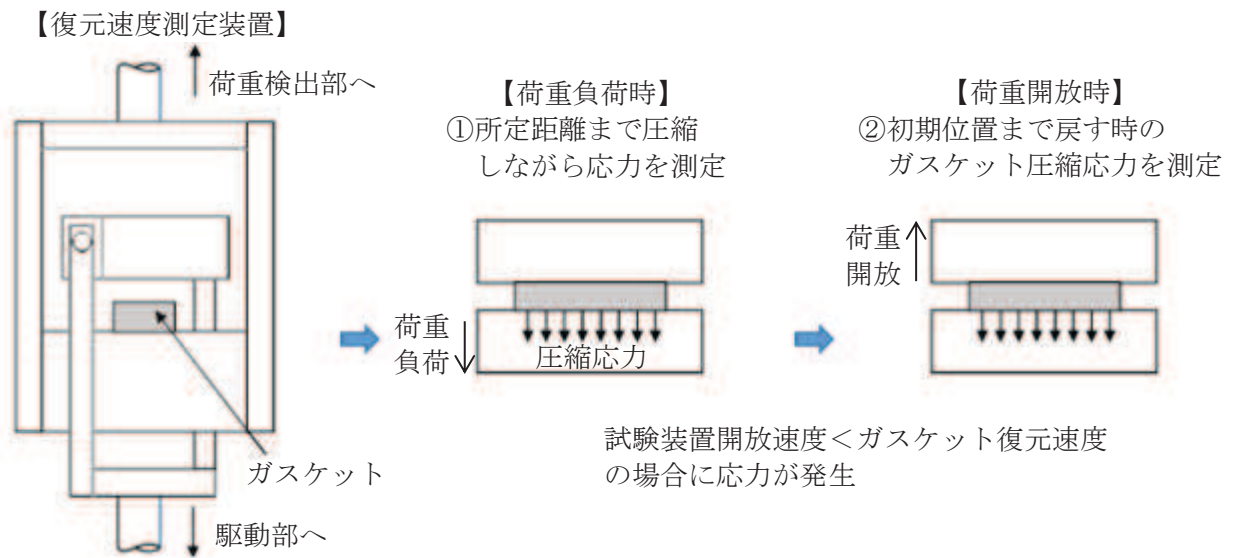 【復元速度測定装置】
荷重検出部へ
ガスケット
駆動部へ
【荷重負荷時】
①所定距離まで圧縮
しながら応力を測定
荷重
負荷
圧縮応力
【荷重開放時】
②初期位置まで戻す時の
ガスケット圧縮応力を測定
荷重
開放
試験装置開放速度＜ガスケット復元速度
の場合に応力が発生